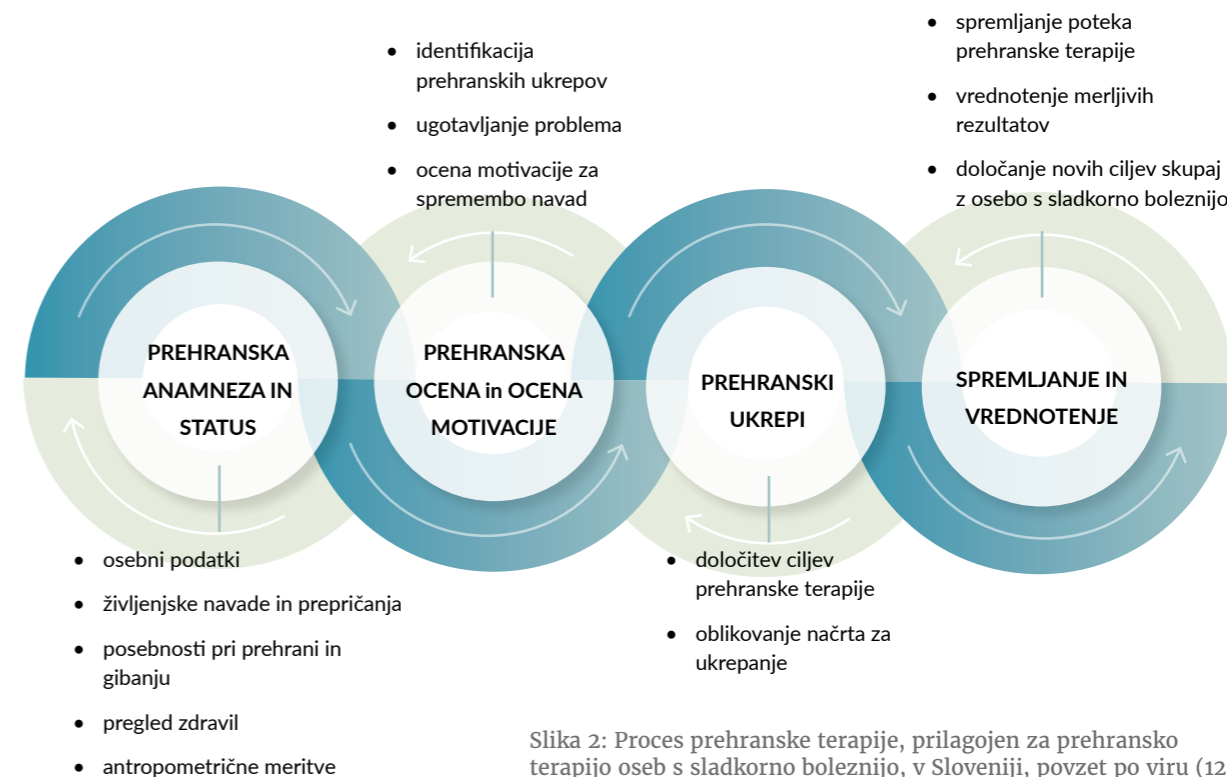 • identifikacija
prehranskih ukrepov
• ugotavljanje problema
• ocena motivacije za
spremembo navad
• spremljanje poteka
prehranske terapije
• vrednotenje merljivih
rezultatov
• določanje novih ciljev skupaj
z osebo s sladkorno boleznijo
PREHRANSKA
ANAMNEZA IN
STATUS
PREHRANSKA
OCENA in OCENA
MOTIVACIJE
PREHRANSKI
UKREPI
SPREMLJANJE IN
VREDNOTENJE
• osebni podatki
• življenjske navade in prepričanja
• posebnosti pri prehrani in
gibanju
• pregled zdravil
• antropometrične meritve
• določitev ciljev
prehranske terapije
• oblikovanje načrta za
ukrepanje
Slika 2: Proces prehranske terapije, prilagojen za prehransko
terapijo oseb s sladkorno boleznijo, v Sloveniji, povzet po viru (12